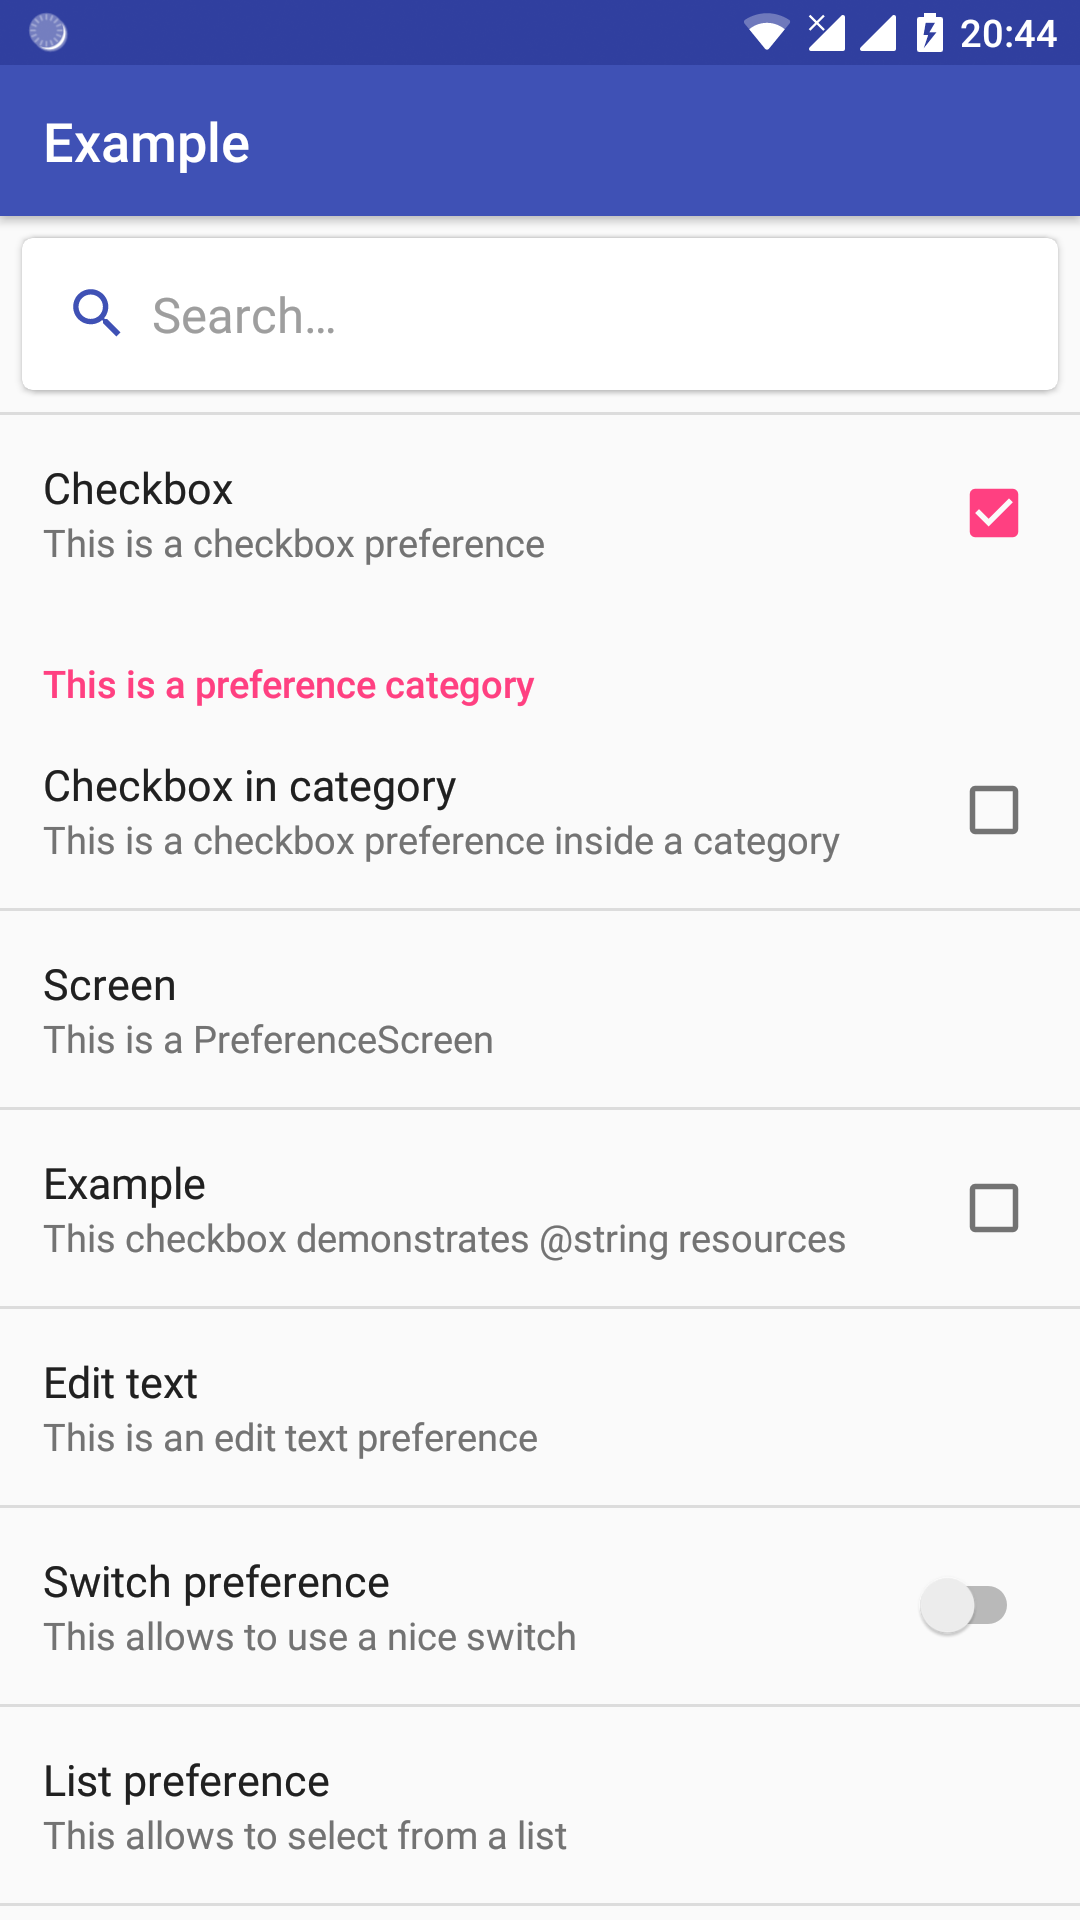 20:44
Example
Search...
Checkbox
This is a checkbox preference
This is a preference category
Checkbox in category
This is a checkbox preference inside a category
Screen
This is a PreferenceScreen
Example
This checkbox demonstrates @string resources
Edit text
This is an edit text preference
Switch preference
This allows to use a nice switch
List preference
This allows to select from a list